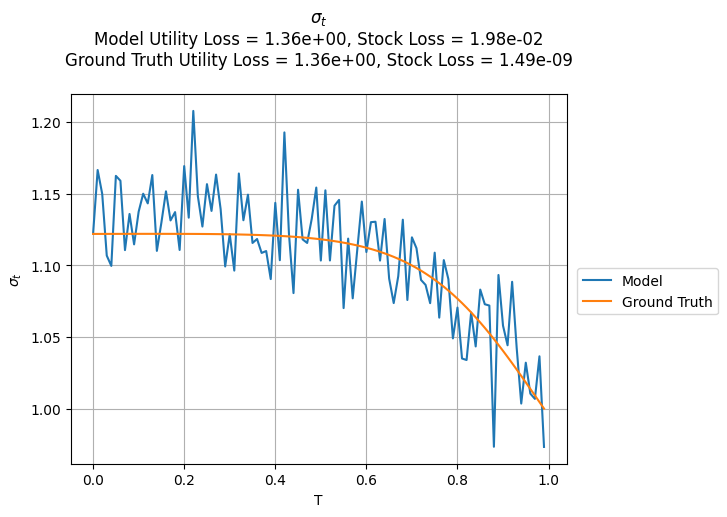 σt
Model Utility Loss = 1.36e+00, Stock Loss = 1.98e-02
Ground Truth Utility Loss = 1.36e+00, Stock Loss = 1.49e-09
1.20
1.15
1.10
1.05
1.00
σt
0.0 0.2 0.4 0.6 0.8 1.0
T
Model
Ground Truth